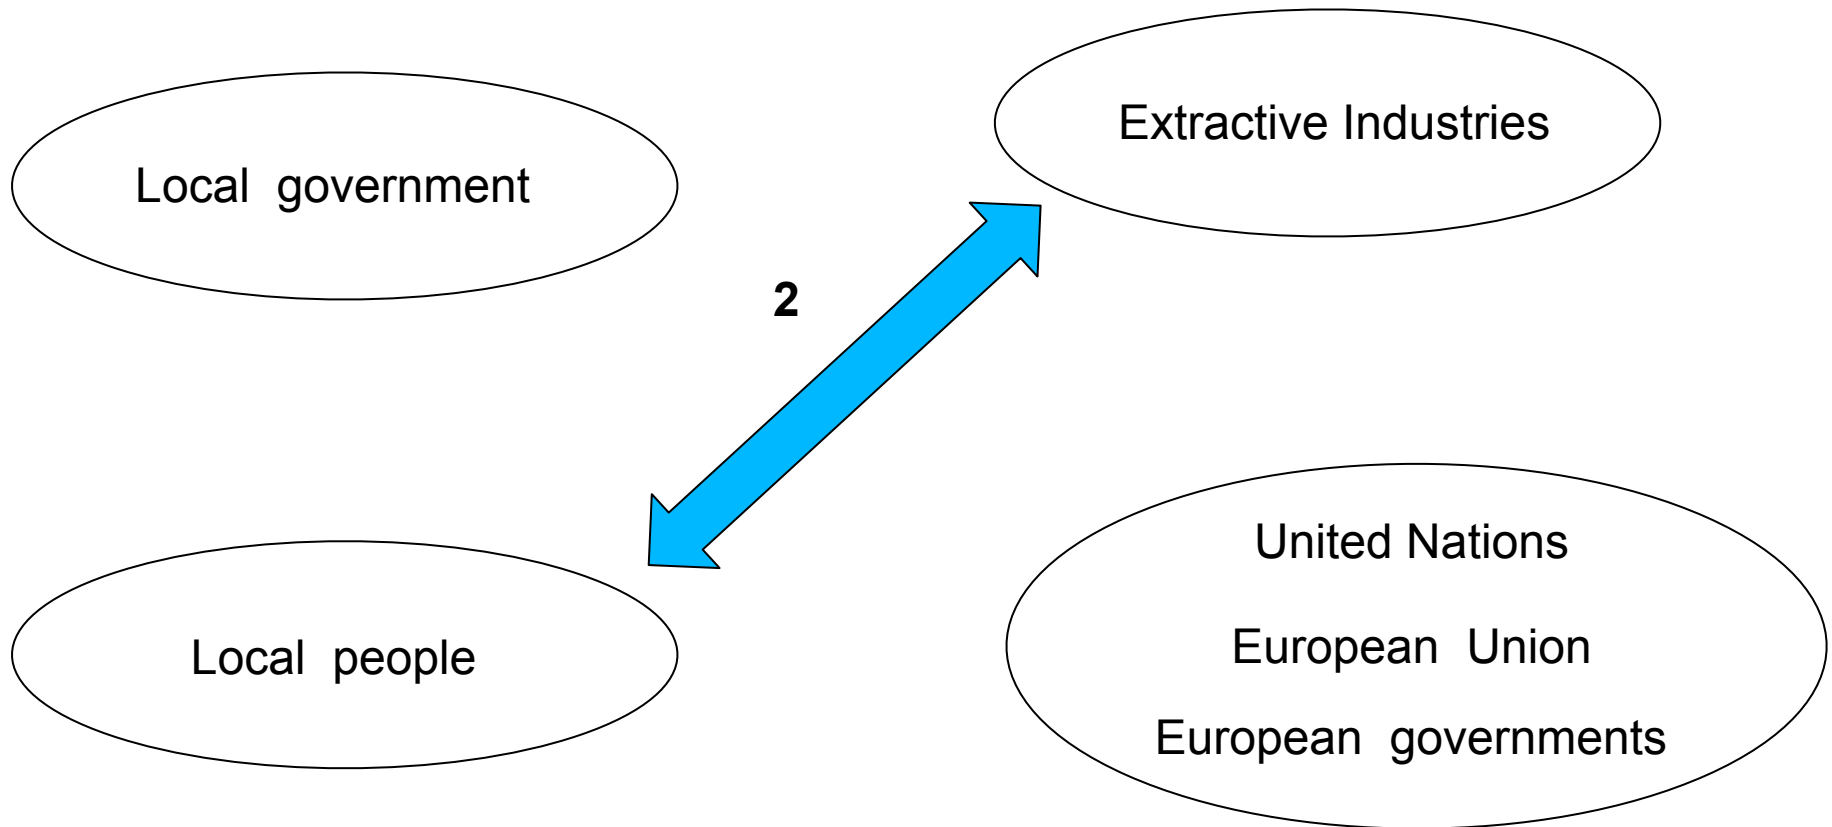 Extractive Industries
Local government
2
United Nations
European Union
Local people
European governments